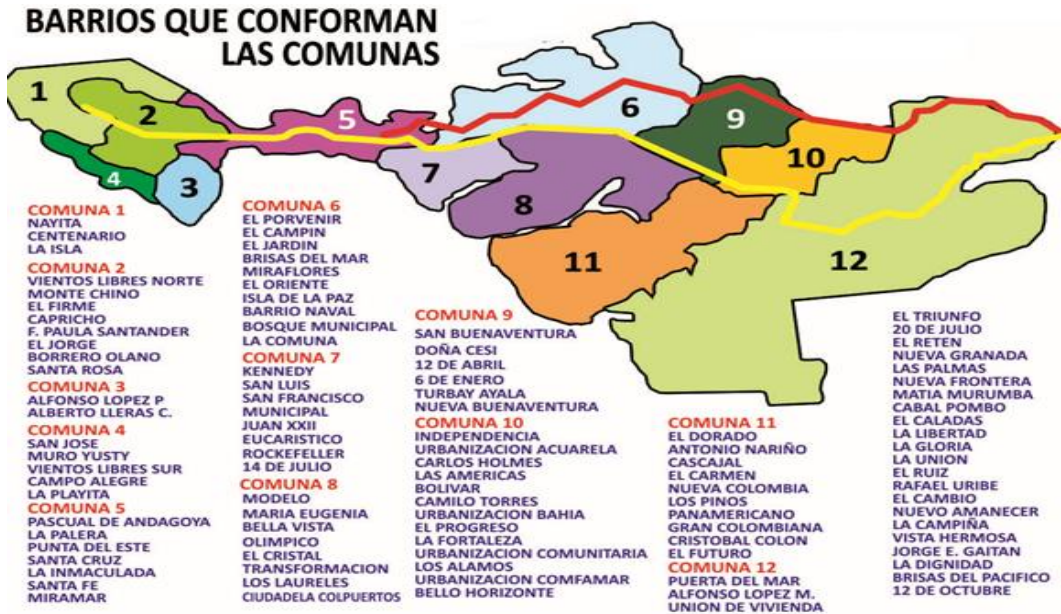 BARRIOS QUE CONFORMAN
LAS COMUNAS
1
2
3
4
5
6
7
8
9
10
11
12
COMUNA 1
NAYITA
CENTENARIO
LA ISLA
COMUNA 2
VIENTOS LIBRES NORTE
MONTE CHINO
EL FIRME
CAPRICHO
F. PAULA SANTANDER
EL JORGE
BORRERO OLANO
SANTA ROSA
COMUNA 3
ALFONSO LOPEZ P
ALBERTO LLERAS C.
COMUNA 4
SAN JOSE
MURO YUSTY
VIENTOS LIBRES SUR
CAMPO ALEGRE
LA PLAYITA
COMUNA 5
PASCUAL DE ANDAGOYA
LA PALERA
PUNTA DEL ESTE
SANTA CRUZ
LA INMACULADA
SANTA FE
MIRAMAR
COMUNA 6
EL PORVENIR
EL CAMPIN
EL JARDIN
BRISAS DEL MAR
MIRAFLORES
EL ORIENTE
ISLA DE LA PAZ
BARRIO NAVAL
BOSQUE MUNICIPAL
LA COMUNA
COMUNA 7
KENNEDY
SAN LUIS
SAN FRANCISCO
MUNICIPAL
JUAN XXII
EUCARISTICO
ROCKEFELLER
14 DE JULIO
COMUNA 8
MODELO
MARIA EUGENIA
BELLA VISTA
OLIMPICO
EL CRISTAL
TRANSFORMACION
LOS LAURELES
CIUDADELA COLPUERTOS
COMUNA 9
SAN BUENAVENTURA
DOÑA CESI
12 DE ABRIL
6 DE ENERO
TURBAY AYALA
NUEVA BUENAVENTURA
COMUNA 10
INDEPENDENCIA
URBANIZACION ACUARELA
CARLOS HOLMES
LAS AMERICAS
BOLIVAR
CAMILO TORRES
URBANIZACION BAHIA
EL PROGRESO
LA FORTALEZA
URBANIZACION COMUNITARIA
LOS ALAMOS
URBANIZACION COMFAMAR
BELLO HORIZONTE
COMUNA 11
EL DORADO
ANTONIO NARIÑO
CASCAJAL
EL CARMEN
NUEVA COLOMBIA
LOS PINOS
PANAMERICANO
GRAN COLOMBIANA
CRISTOBAL COLON
EL FUTURO
COMUNA 12
PUERTA DEL MAR
ALFONSO LOPEZ M.
UNION DE VIVIENDA
EL TRIUNFO
20 DE JULIO
EL RETEN
NUEVA GRANADA
LAS PALMAS
NUEVA FRONTERA
MATIA MURUMBA
CABAL POMBO
EL CALADAS
LA LIBERTAD
LA GLORIA
LA UNION
EL RUIZ
RAFAEL URIBE
EL CAMBIO
NUEVO AMANECER
LA CAMPIÑA
VISTA HERMOSA
JORGE E. GAITAN
LA DIGNIDAD
BRISAS DEL PACIFICO
12 DE OCTUBRE